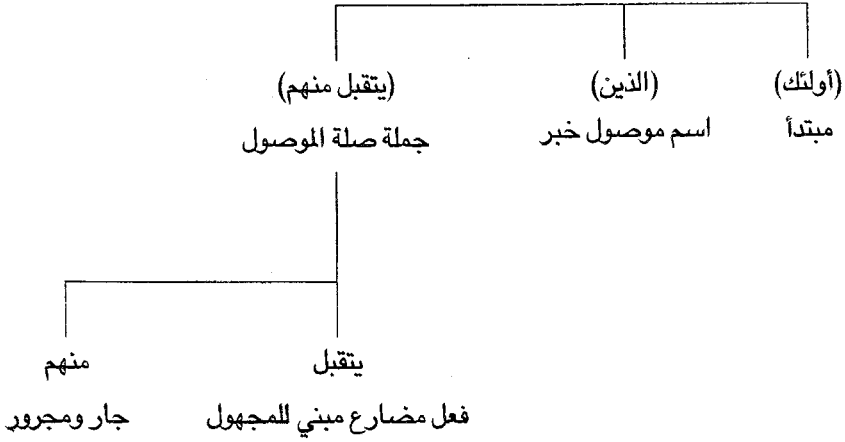 (أولئك) (الذين) (يتقبل منهم)
مبتدأ اسم موصول خبر جملة صلة الموصول
يتقبل منهم
فعل مضارع مبني للمجهول جار ومجرور